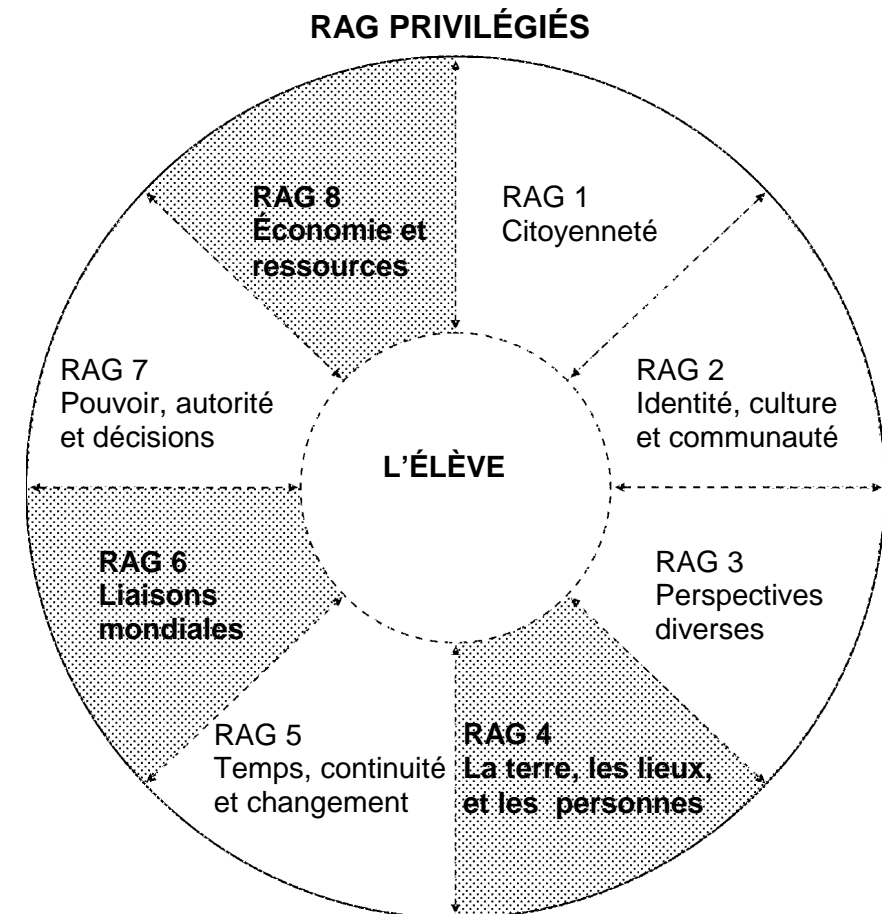 RAG PRIVILÉGIÉS
RAG 8
Économie et
ressources
RAG 1
Citoyenneté
RAG 7
Pouvoir, autorité
et décisions
RAG 2
Identité, culture
et communauté
L'ÉLÈVE
RAG 6
Liaisons
mondiales
RAG 3
Perspectives
diverses
RAG 5
Temps, continuité
et changement
RAG 4
La terre, les lieux,
et les personnes